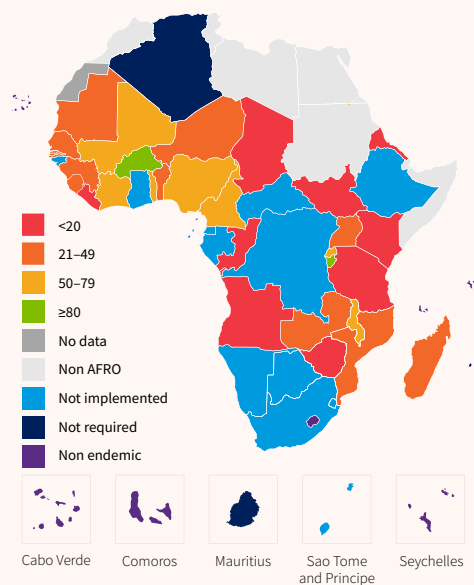 <20
21–49
50–79
≥80
No data
Non AFRO
Not implemented
Not required
Non endemic
Cabo Verde
Comoros
Mauritius
Sao Tome
and Principe
Seychelles